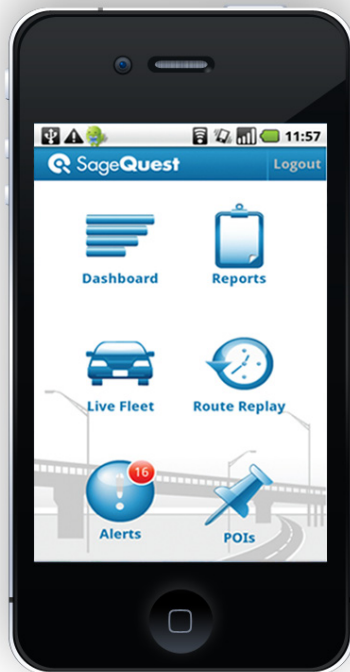 11:57
SageQuest
Logout
Dashboard
Reports
Live Fleet
Route Replay
16
Alerts
POIs